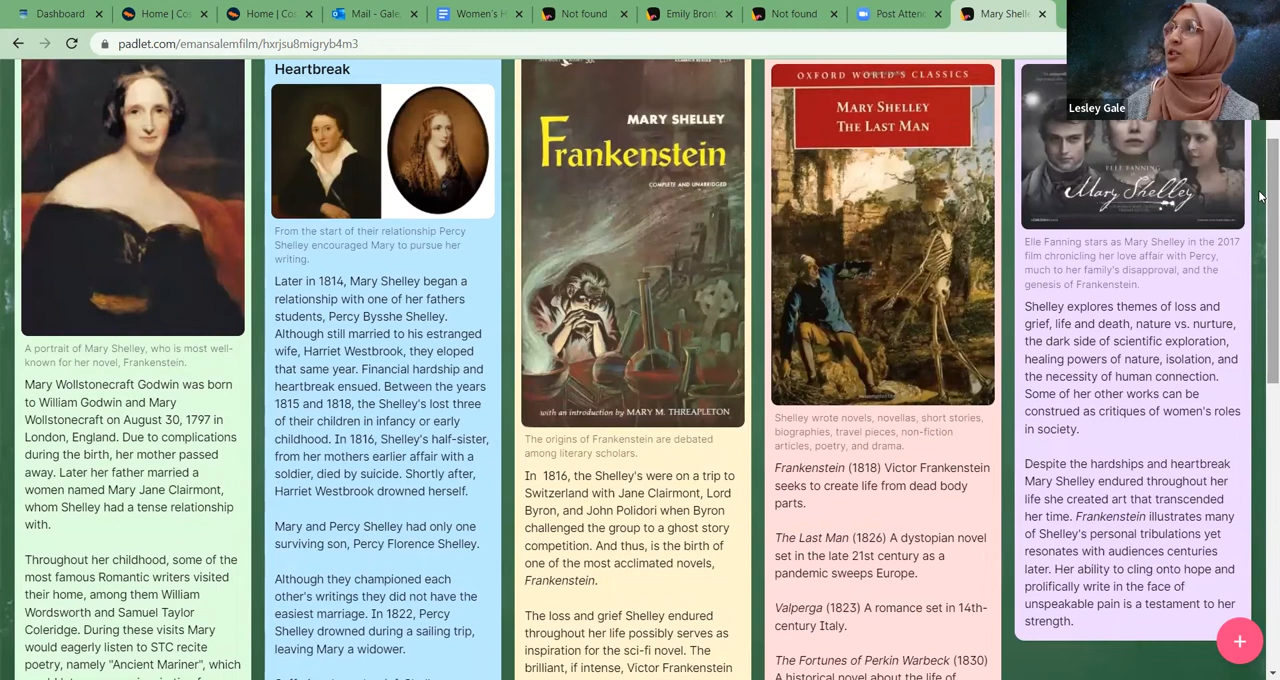 Dashboard
Home | Cos
Home | Cos
Mail - Gale,
Women's H
Not found
Emily Bront
Not found
Post Attend
Mary Shelle
padlet.com/emansalemfilm/hxrjsu8migryb4m3
Lesley Gale
A portrait of Mary Shelley, who is most well-
known for her novel, Frankenstein.
Mary Wollstonecraft Godwin was born
to William Godwin and Mary
Wollstonecraft on August 30, 1797 in
London, England. Due to complications
during the birth, her mother passed
away. Later her father married a
women named Mary Jane Clairmont,
whom Shelley had a tense relationship
with.
Throughout her childhood, some of the
most famous Romantic writers visited
their home, among them William
Wordsworth and Samuel Taylor
Coleridge. During these visits Mary
would eagerly listen to STC recite
poetry, namely "Ancient Mariner", which
Heartbreak
From the start of their relationship Percy
Shelley encouraged Mary to pursue her
writing.
Later in 1814, Mary Shelley began a
relationship with one of her fathers
students, Percy Bysshe Shelley.
Although still married to his estranged
wife, Harriet Westbrook, they eloped
that same year. Financial hardship and
heartbreak ensued. Between the years
1815 and 1818, the Shelley's lost three
of their children in infancy or early
childhood. In 1816, Shelley's half-sister,
from her mothers earlier affair with a
soldier, died by suicide. Shortly after,
Harriet Westbrook drowned herself.
Mary and Percy Shelley had only one
surviving son, Percy Florence Shelley.
Although they championed each
other's writings they did not have the
easiest marriage. In 1822, Percy
Shelley drowned during a sailing trip,
leaving Mary a widower.
MARY SHELLEY
Frankenstein
COMPLETE AND UNABRIDGED
with an introduction by MARY M. THREAPLETON
The origins of Frankenstein are debated
among literary scholars.
In 1816, the Shelley's were on a trip to
Switzerland with Jane Clairmont, Lord
Byron, and John Polidori when Byron
challenged the group to a ghost story
competition. And thus, is the birth of
one of the most acclimated novels,
Frankenstein.
The loss and grief Shelley endured
throughout her life possibly serves as
inspiration for the sci-fi novel. The
brilliant, if intense, Victor Frankenstein
OXFORD WORLD'S CLASSICS
MARY SHELLEY
THE LAST MAN
Shelley wrote novels, novellas, short stories,
biographies, travel pieces, non-fiction
articles, poetry, and drama.
Frankenstein (1818) Victor Frankenstein
seeks to create life from dead body
parts.
The Last Man (1826) A dystopian novel
set in the late 21st century as a
pandemic sweeps Europe.
Valperga (1823) A romance set in 14th-
century Italy.
The Fortunes of Perkin Warbeck (1830)
A historical novel about the life of
ELLE FANNING
Mary Shelley
Elle Fanning stars as Mary Shelley in the 2017
film chronicling her love affair with Percy,
much to her family's disapproval, and the
genesis of Frankenstein.
Shelley explores themes of loss and
grief, life and death, nature vs. nurture,
the dark side of scientific exploration,
healing powers of nature, isolation, and
the necessity of human connection.
Some of her other works can be
construed as critiques of women's roles
in society.
Despite the hardships and heartbreak
Mary Shelley endured throughout her
life she created art that transcended
her time. Frankenstein illustrates many
of Shelley's personal tribulations yet
resonates with audiences centuries
later. Her ability to cling onto hope and
prolifically write in the face of
unspeakable pain is a testament to her
strength.